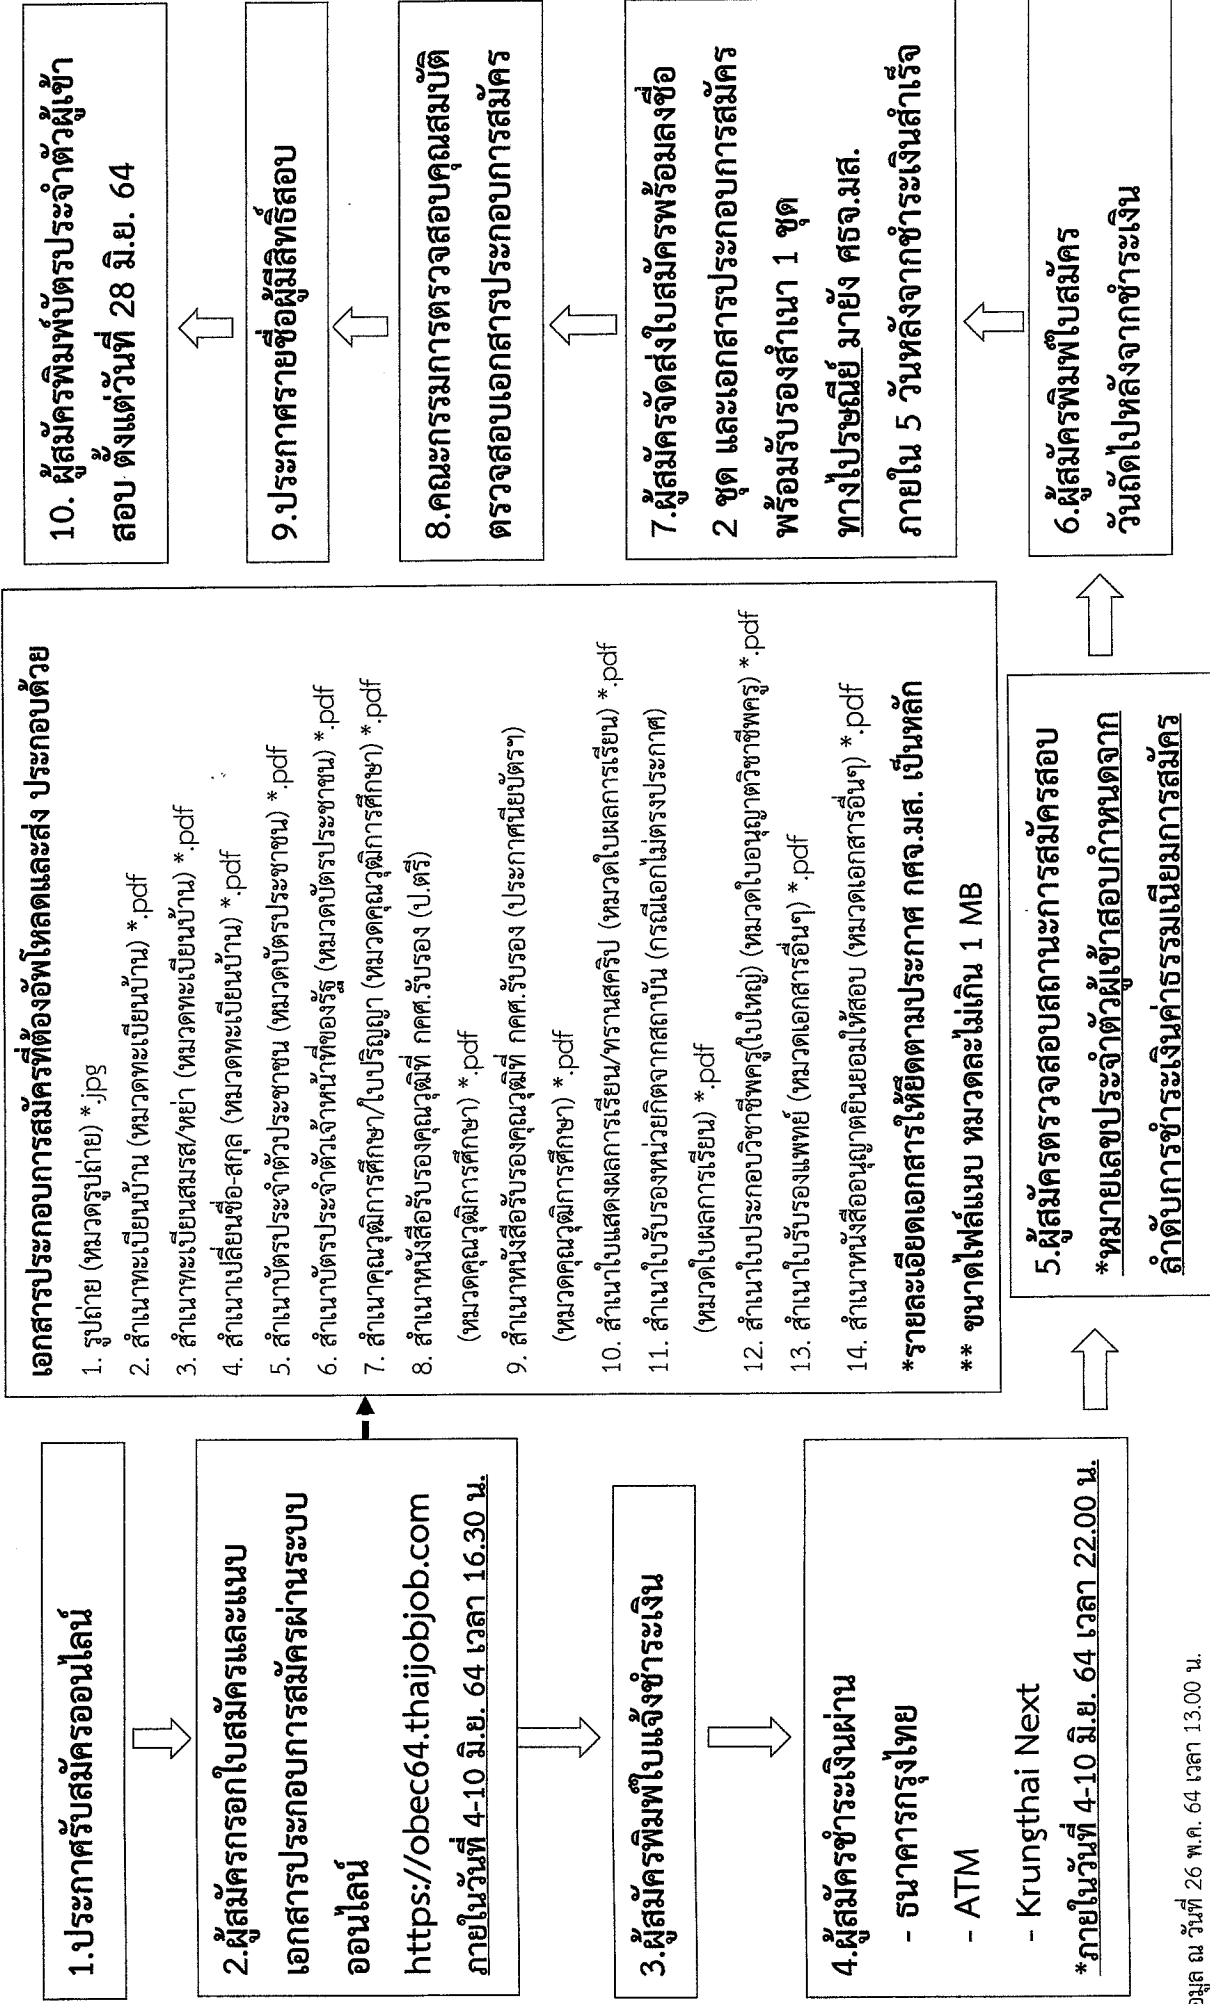 1.ประกาศรับสมัครออนไลน์
2.ผู้สมัครกรอกใบสมัครและแนบ
เอกสารประกอบการสมัครผ่านระบบ
ออนไลน์
https://obec64.thaijobjob.com
ภายในวันที่ 4-10 มิ.ย. 64 เวลา 16.30 น.
3.ผู้สมัครพิมพ์ใบแจ้งชำระเงิน
4.ผู้สมัครชำระเงินผ่าน
- ธนาคารกรุงไทย
- ATM
- Krungthai Next
*ภายในวันที่ 4-10 มิ.ย. 64 เวลา 22.00 น.
เอกสารประกอบการสมัครที่ต้องอัพโหลดและส่ง ประกอบด้วย
1. รูปถ่าย (หมวดรูปถ่าย) *.jpg
2. สำเนาทะเบียนบ้าน (หมวดทะเบียนบ้าน) *.pdf
3. สำเนาทะเบียนสมรส/หย่า (หมวดทะเบียนบ้าน) *.pdf
4. สำเนาเปลี่ยนชื่อ-สกุล (หมวดทะเบียนบ้าน) *.pdf
5. สำเนาบัตรประจำตัวประชาชน (หมวดบัตรประชาชน) *.pdf
6. สำเนาบัตรประจำตัวเจ้าหน้าที่ของรัฐ (หมวดบัตรประชาชน) *.pdf
7. สำเนาคุณวุฒิการศึกษา/ใบปริญญา (หมวดคุณวุฒิการศึกษา) *.pdf
8. สำเนาหนังสือรับรองคุณวุฒิที่ กคศ.รับรอง (ป.ตรี)
(หมวดคุณวุฒิการศึกษา) *.pdf
9. สำเนาหนังสือรับรองคุณวุฒิที่ กคศ.รับรอง (ประกาศนียบัตรฯ)
(หมวดคุณวุฒิการศึกษา) *.pdf
10. สำเนาใบแสดงผลการเรียน/ทรานสคริป (หมวดใบผลการเรียน) *.pdf
11. สำเนาใบรับรองหน่วยกิตจากสถาบัน (กรณีเอกไม่ตรงประกาศ)
(หมวดใบผลการเรียน) *.pdf
12. สำเนาใบประกอบวิชาชีพครู(ใบใหญ่) (หมวดใบอนุญาตวิชาชีพครู) *.pdf
13. สำเนาใบรับรองแพทย์ (หมวดเอกสารอื่นๆ) *.pdf
14. สำเนาหนังสืออนุญาตยินยอมให้สอบ (หมวดเอกสารอื่นๆ) *.pdf
*รายละเอียดเอกสารให้ยึดตามประกาศ กศจ.มส. เป็นหลัก
** ขนาดไฟล์แนบ หมวดละไม่เกิน 1 MB
5.ผู้สมัครตรวจสอบสถานะการสมัครสอบ
*หมายเลขประจำตัวผู้เข้าสอบกำหนดจาก
ลำดับการชำระเงินค่าธรรมเนียมการสมัคร
6.ผู้สมัครพิมพ์ใบสมัคร
วันถัดไปหลังจากชำระเงิน
7.ผู้สมัครจัดส่งใบสมัครพร้อมลงชื่อ
2 ชุด และเอกสารประกอบการสมัคร
พร้อมรับรองสำเนา 1 ชุด
ทางไปรษณีย์ มายัง ศธจ.มส.
ภายใน 5 วันหลังจากชำระเงินสำเร็จ
8.คณะกรรมการตรวจสอบคุณสมบัติ
ตรวจสอบเอกสารประกอบการสมัคร
9.ประกาศรายชื่อผู้มีสิทธิ์สอบ
10. ผู้สมัครพิมพ์บัตรประจำตัวผู้เข้า
สอบ ตั้งแต่วันที่ 28 มิ.ย. 64
ณ วันที่ 26 พ.ค. 64 เวลา 13.00 น.